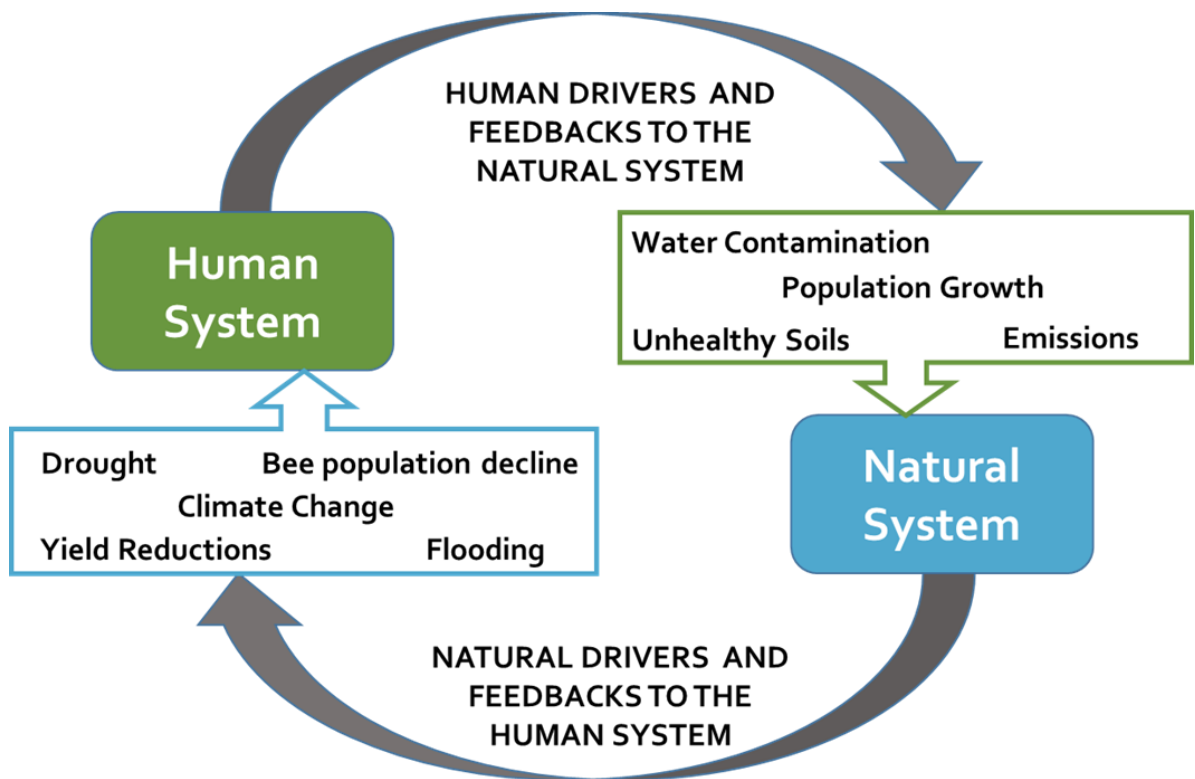 HUMAN DRIVERS AND
FEEDBACKS TO THE
NATURAL SYSTEM
Human
System
Water Contamination
Population Growth
Unhealthy Soils Emissions
Drought Bee population decline
Climate Change
Yield Reductions Flooding
Natural
System
NATURAL DRIVERS AND
FEEDBACKS TO THE
HUMAN SYSTEM